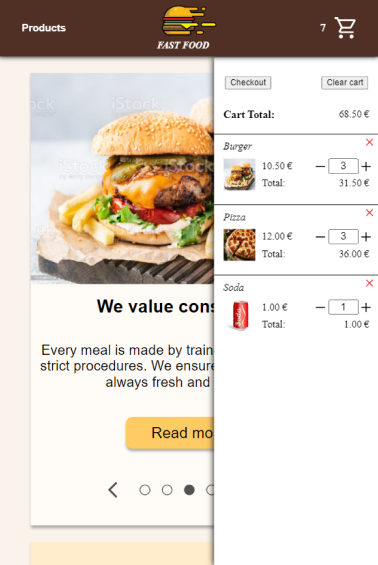 Products
FAST FOOD
7
Checkout
Clear cart
Cart Total: 68.50 €
Burger
10.50 € 3
Total: 31.50 €
Pizza
12.00 € 3
Total: 36.00 €
Soda
1.00 € 1
Total: 1.00 €
iStock
iStock
We value cons
Every meal is made by train
strict procedures. We ensure
always fresh and
Read mo